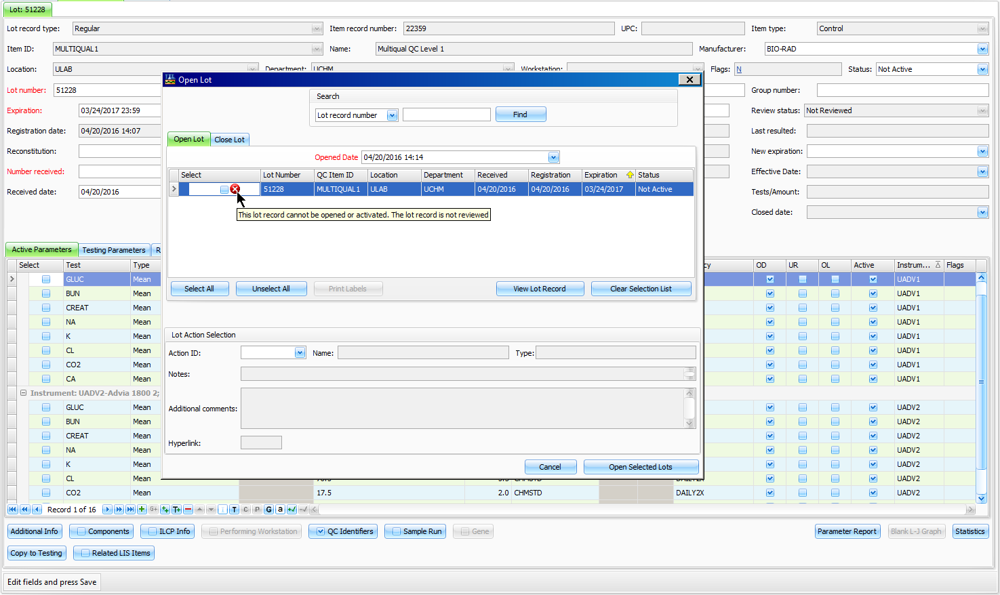 Lot: 51228
Lot record type: Regular Item record number: 22359 UPC: Item type: Control
Item ID: MULTIQUAL1 Name: Multiqual QC Level 1 Manufacturer: BIO-RAD
Location: ULAB Department: UCHM Workstation: Flags: N Status: Not Active
Lot number: 51228 Group number:
Expiration: 03/24/2017 23:59 Review status: Not Reviewed
Registration date: 04/20/2016 14:07 Last resulted:
Reconstitution: New expiration:
Number received: Effective Date:
Received date: 04/20/2016 Tests/Amount:
Closed date:
Open Lot
Search
Lot record number Find
Open Lot Close Lot
Opened Date 04/20/2016 14:14
Select Lot Number QC Item ID Location Department Received Registration Expiration Status
51228 MULTIQUAL1 ULAB UCHM 04/20/2016 04/20/2016 03/24/2017 Not Active
This lot record cannot be opened or activated. The lot record is not reviewed
Select All Unselect All Print Labels View Lot Record Clear Selection List
Lot Action Selection
Action ID: Name: Type:
Notes:
Additional comments:
Hyperlink:
Cancel Open Selected Lots
Active Parameters Testing Parameters R
Select Test Type cy OD UR OL Active Instrum... Flags
GLUC Mean UADV1
BUN Mean UADV1
CREAT Mean UADV1
NA Mean UADV1
K Mean UADV1
CL Mean UADV1
CO2 Mean UADV1
CA Mean UADV1
Instrument: UADV2-Advia 1800 2;
GLUC Mean UADV2
BUN Mean UADV2
CREAT Mean UADV2
NA Mean UADV2
K Mean UADV2
CL Mean UADV2
CO2 Mean 17.5 2.0 CHMSTD DAILY2X UADV2
Record 1 of 16 G+ T+ I T C P G a
Additional Info Components ILCP Info Performing Workstation QC Identifiers Sample Run Gene Parameter Report Blank L-J Graph Statistics
Copy to Testing Related LIS Items
Edit fields and press Save